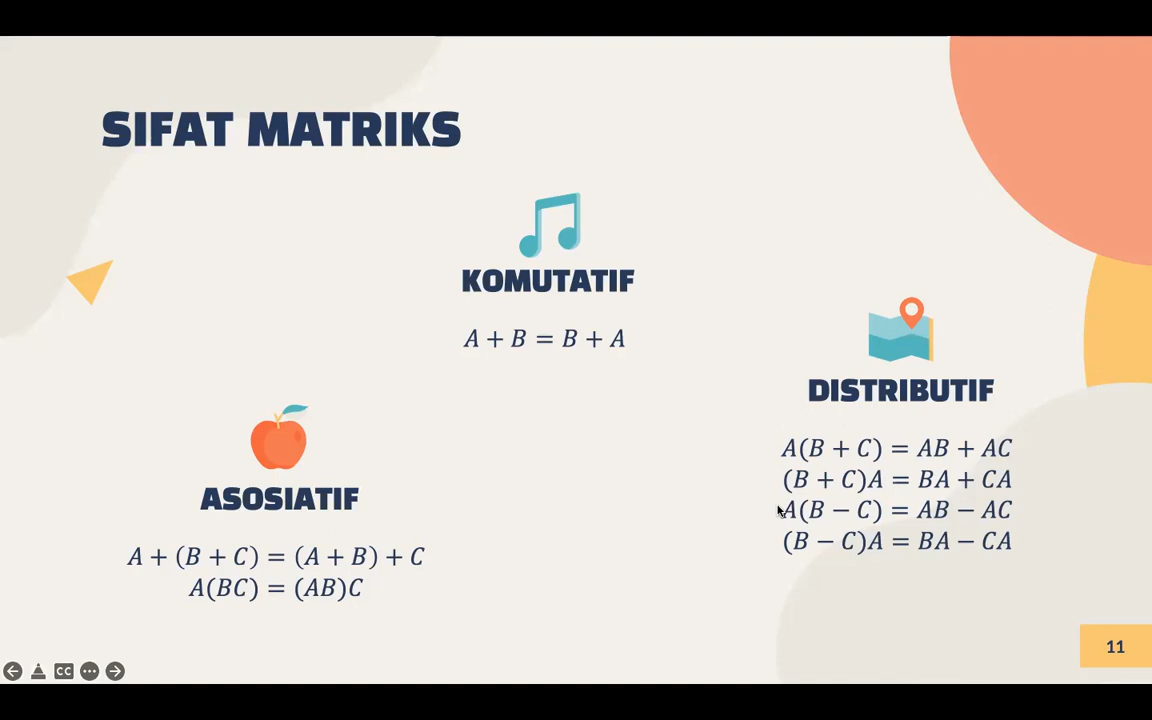 SIFAT MATRIKS
KOMUTATIF
A + B = B + A
DISTRIBUTIF
A(B + C) = AB + AC
(B + C)A = BA + CA
A(B − C) = AB − AC
(B − C)A = BA − CA
ASOSIATIF
A + (B + C) = (A + B) + C
A(BC) = (AB)C
11
CC